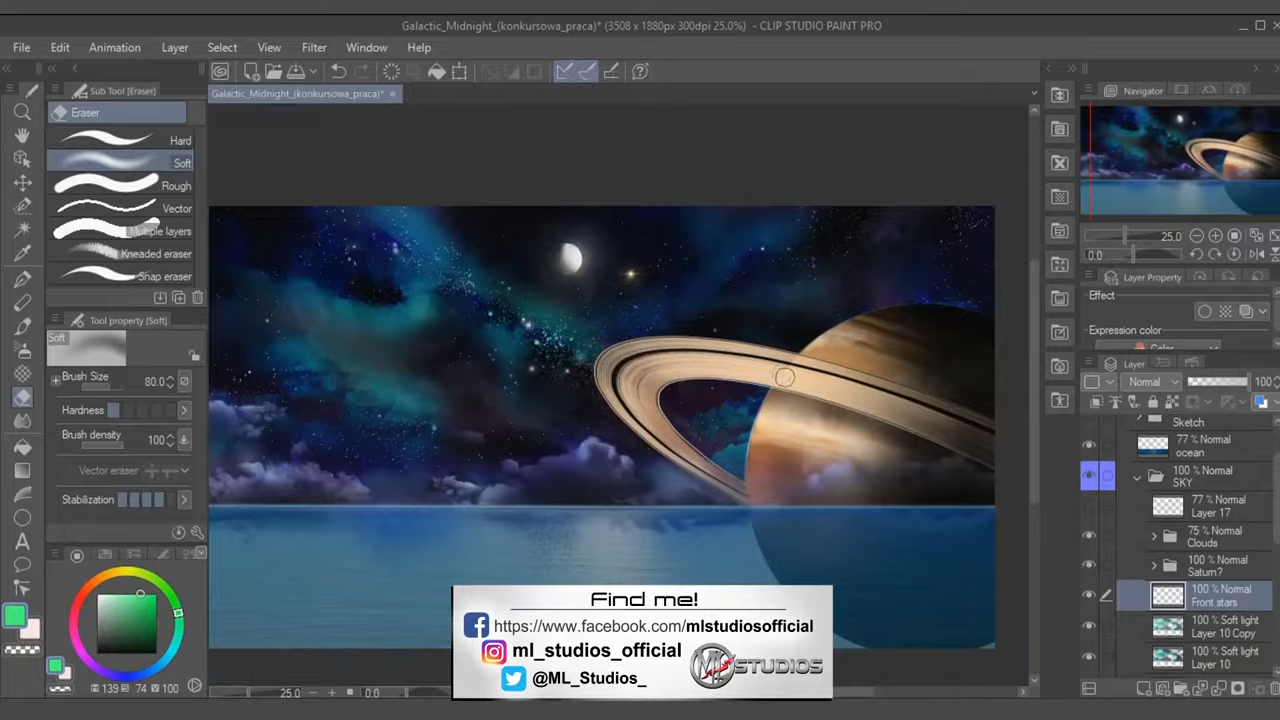 Galactic_Midnight_(konkursowa_praca)* (3508 x 1880px 300dpi 25.0%) - CLIP STUDIO PAINT PRO
File Edit Animation Layer Select View Filter Window Help
Sub Tool [Eraser]
Eraser
Hard
Soft
Rough
Vector
Multiple layers
Kneaded eraser
Snap eraser
Tool property [Soft]
Soft
Brush Size 80.0
Hardness
Brush density 100
Vector eraser
Stabilization
139 74 100
Galactic_Midnight_(konkursowa_praca)*
25.0 0.0
Navigator
25.0
0.0
Layer Property
Effect
Expression color
Color
Layer
Normal 100
Sketch
77 % Normal
ocean
100 % Normal
SKY
77 % Normal
Layer 17
75 % Normal
Clouds
100 % Normal
Saturn?
100 % Normal
Front stars
100 % Soft light
Layer 10 Copy
100 % Soft light
Layer 10
Find me!
https://www.facebook.com/mlstudiosofficial
ml_studios_official
@ML_Studios_
ML STUDIOS